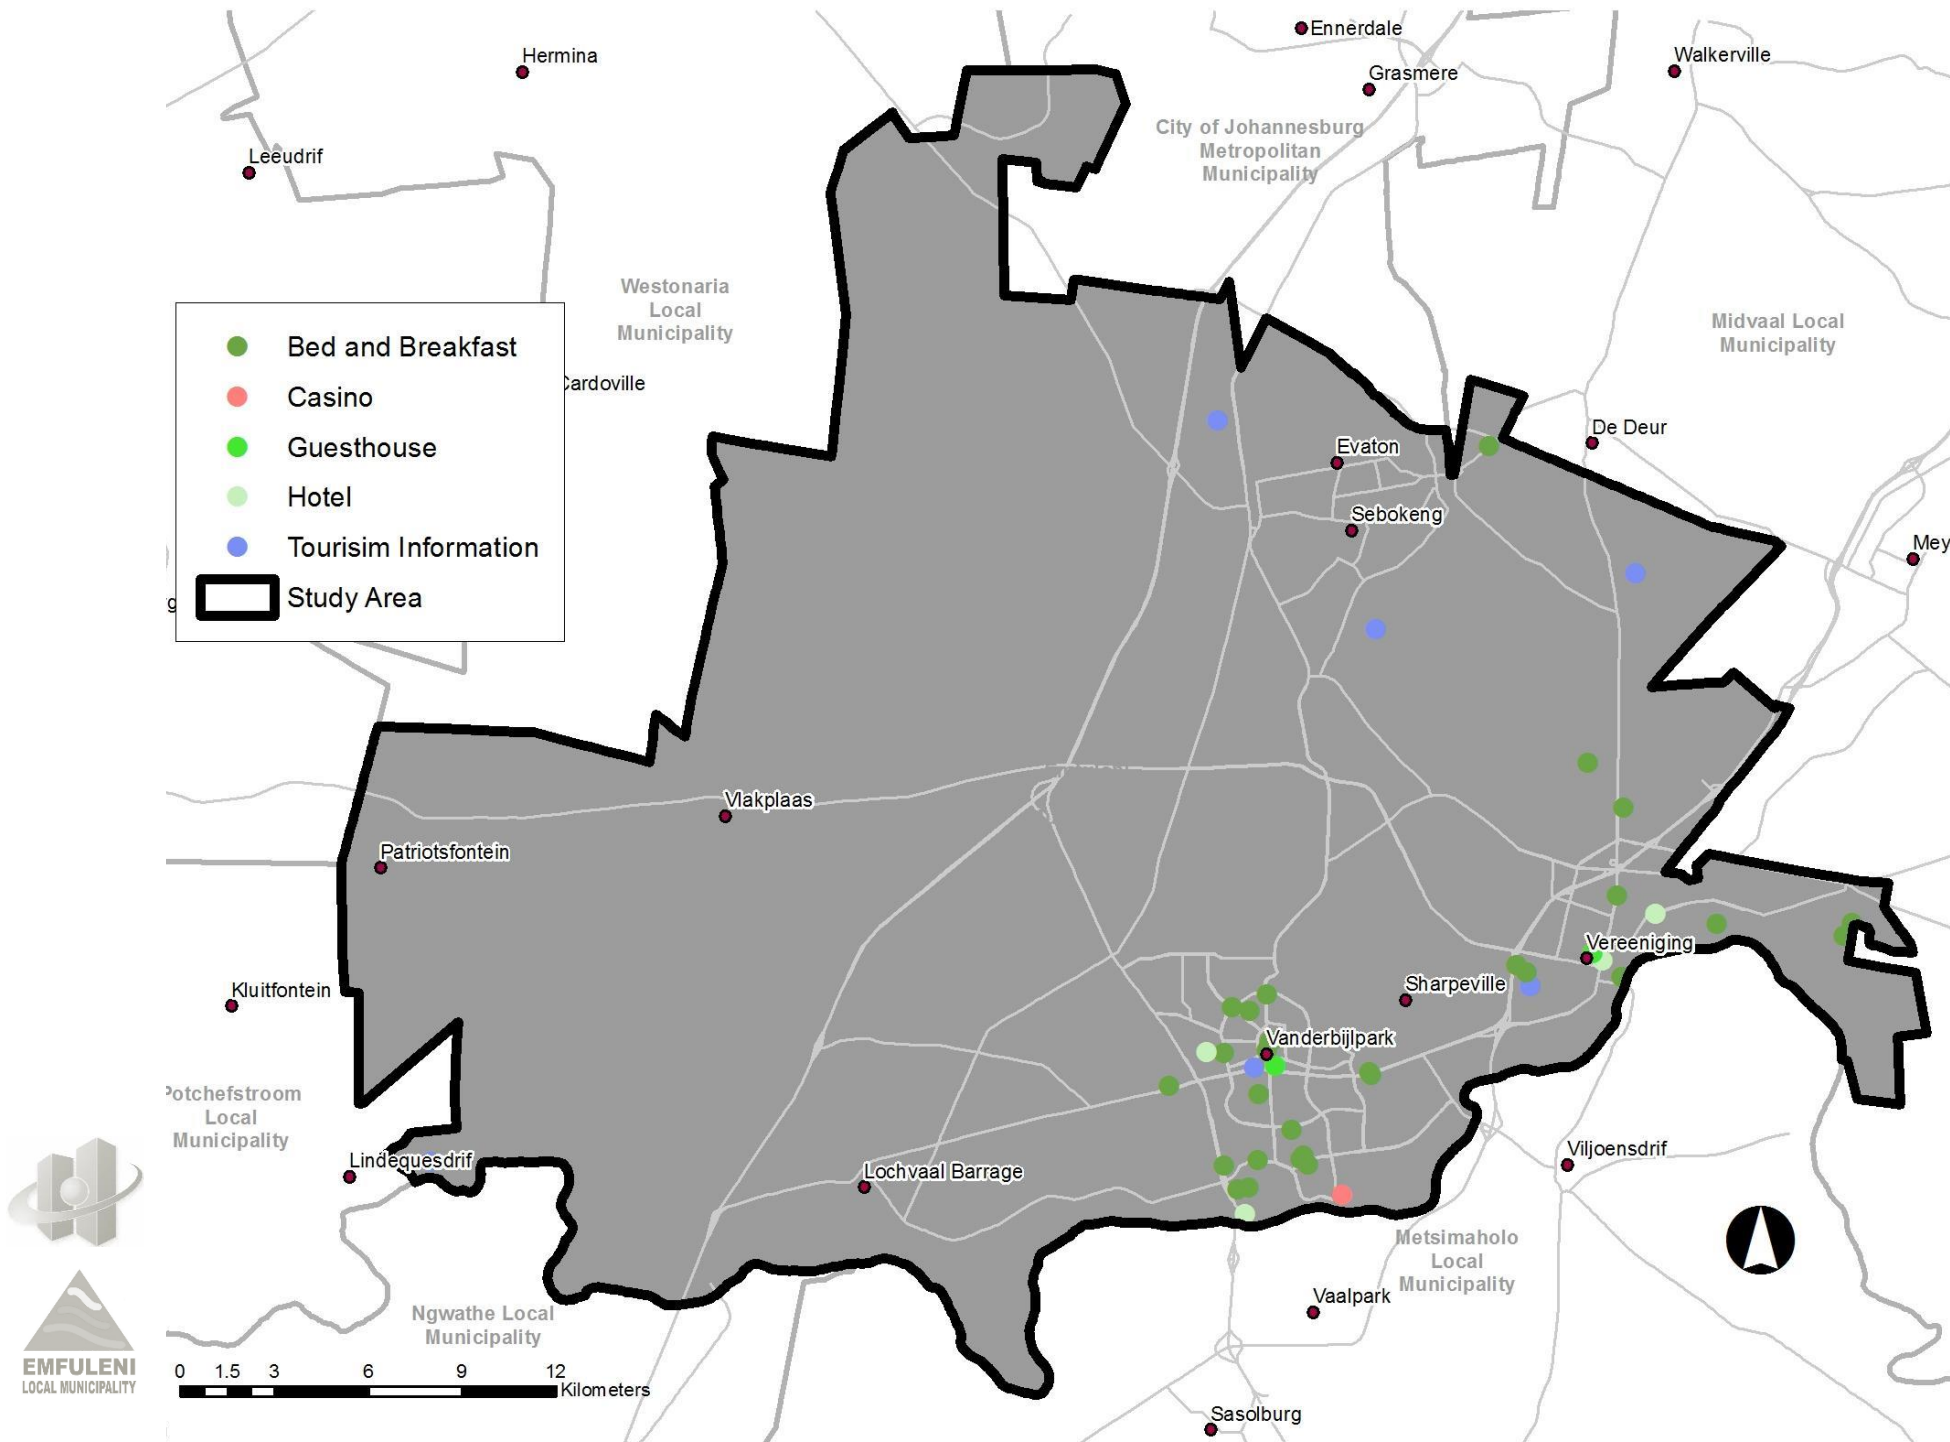 Ennerdale
Hermina
Walkerville
Grasmere
City of Johannesburg
Metropolitan
Municipality
Leeudrif
Westonaria
Local
Municipality
Midvaal Local
Municipality
Bed and Breakfast
Casino
Guesthouse
Hotel
Tourisim Information
Study Area
Cardoville
De Deur
Evaton
Sebokeng
Mey
g
Vlakplaas
Patriotsfontein
Vereeniging
Sharpeville
Kluitfontein
Vanderbijlpark
Potchefstroom
Local
Municipality
Lindequesdrif
Lochvaal Barrage
Viljoensdrif
Metsimaholo
Local
Municipality
Vaalpark
Ngwathe Local
Municipality
EMFULENI
LOCAL MUNICIPALITY
0 1.5 3 6 9 12
Kilometers
Sasolburg